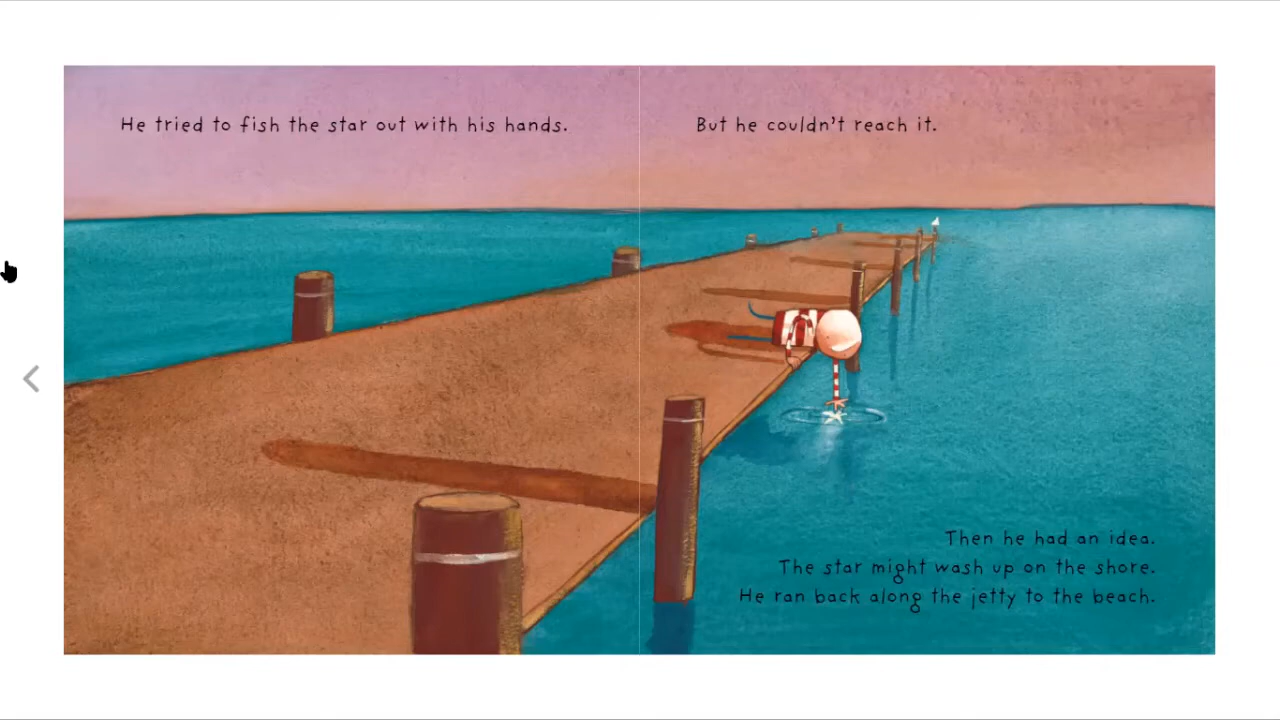 He tried to fish the star out with his hands.
But he couldn't reach it.
Then he had an idea.
The star might wash up on the shore.
He ran back along the jetty to the beach.